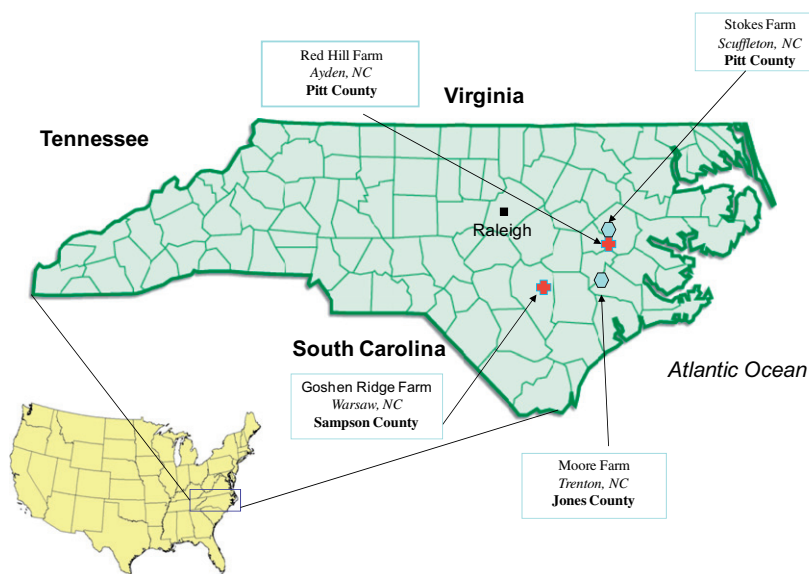 Stokes Farm
Scuffleton, NC
Pitt County
Red Hill Farm
Ayden, NC
Pitt County
Virginia
Tennessee
Raleigh
South Carolina
Atlantic Ocean
Goshen Ridge Farm
Warsaw, NC
Sampson County
Moore Farm
Trenton, NC
Jones County